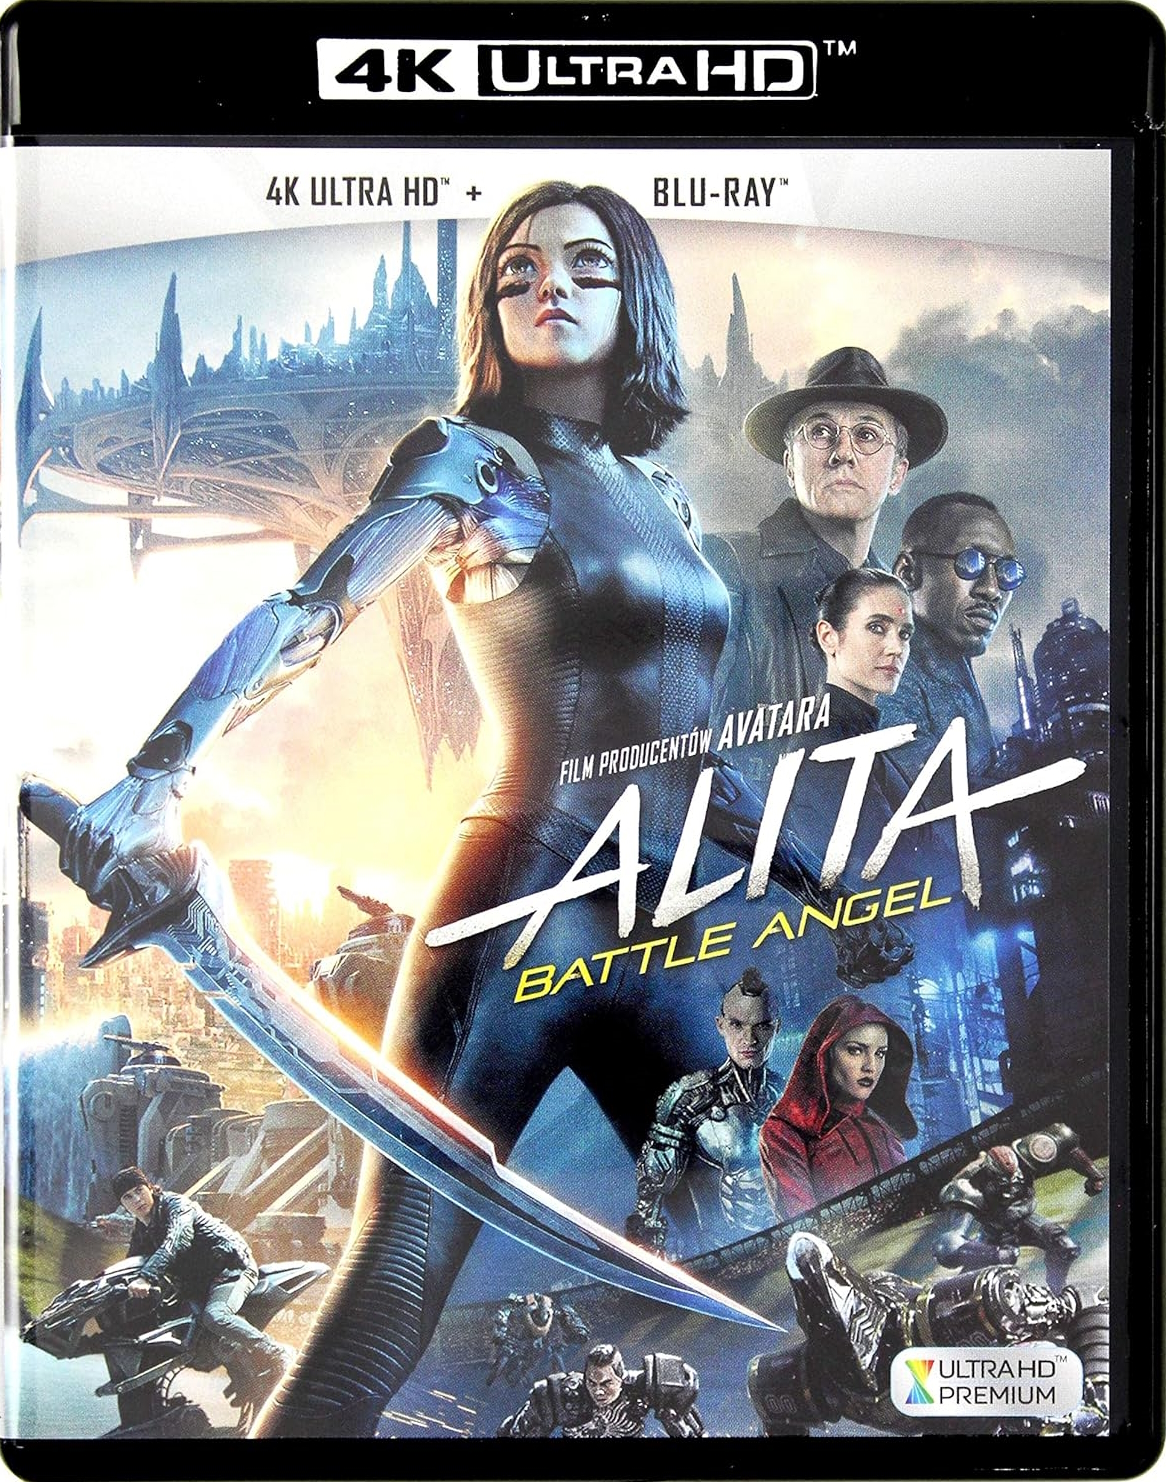 4K ULTRA HD™
4K ULTRA HD™ + BLU-RAY™
FILM PRODUCENTÓW AVATARA
ALITA
BATTLE ANGEL
ULTRA HD™
PREMIUM